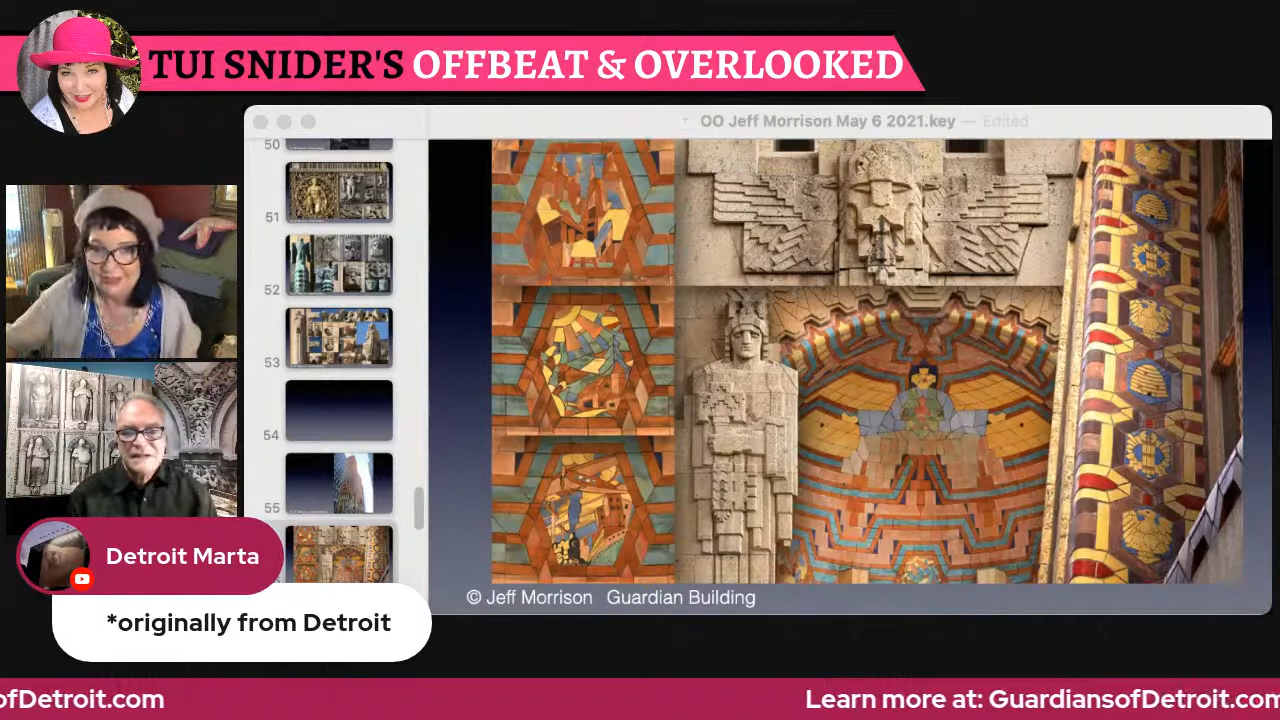 TUI SNIDER'S OFFBEAT & OVERLOOKED
OO Jeff Morrison May 6 2021.key — Edited
50
51
52
53
54
55
© Jeff Morrison Guardian Building
Detroit Marta
*originally from Detroit
ofDetroit.com
Learn more at: GuardiansofDetroit.com